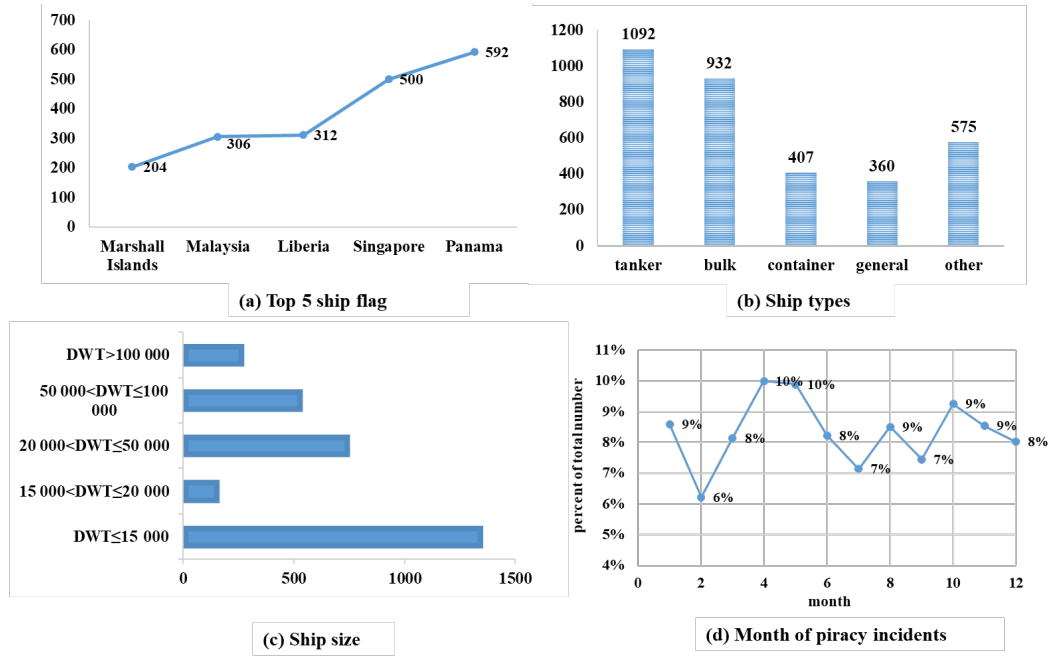 700
600
500
400
300
200
100
0
204
306
312
500
592
Marshall Islands
Malaysia
Liberia
Singapore
Panama
(a) Top 5 ship flag
1200
1000
800
600
400
200
0
1092
932
407
360
575
tanker
bulk
container
general
other
(b) Ship types
DWT>100 000
50 000<DWT≤100
000
20 000<DWT≤50 000
15 000<DWT≤20 000
DWT≤15 000
0
500
1000
1500
(c) Ship size
percent of total number
11%
10%
9%
8%
7%
6%
5%
4%
9%
6%
8%
10%
10%
8%
7%
9%
7%
9%
9%
8%
0
2
4
6
8
10
12
month
(d) Month of piracy incidents